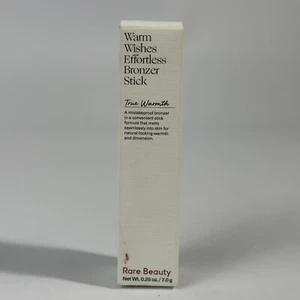 Warm
Wishes
Effortless
Bronzer
Stick
True Warmth
A mistakeproof bronzer
in a convenient stick
formula that melts
seamlessly into skin for
natural looking warmth
and dimension.
Rare Beauty
Net Wt. 0.26 oz. / 7.0 g